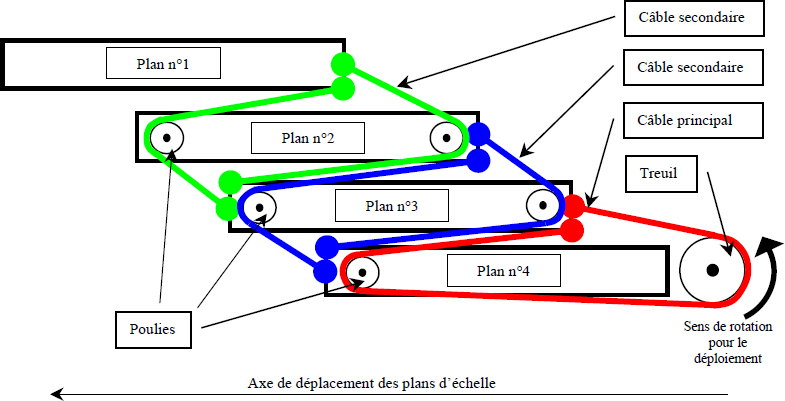 Câble secondaire
Plan n°1
Câble secondaire
Câble principal
Plan n°2
Treuil
Plan n°3
Plan n°4
Poulies
Sens de rotation
pour le
déploiement
Axe de déplacement des plans d'échelle